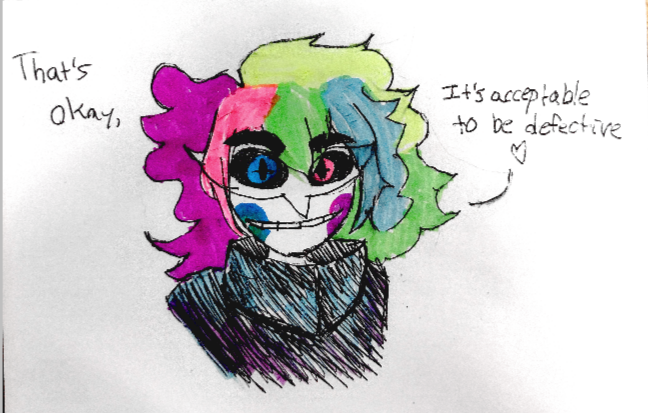 That's
okay,
It's acceptable
to be defective
♡